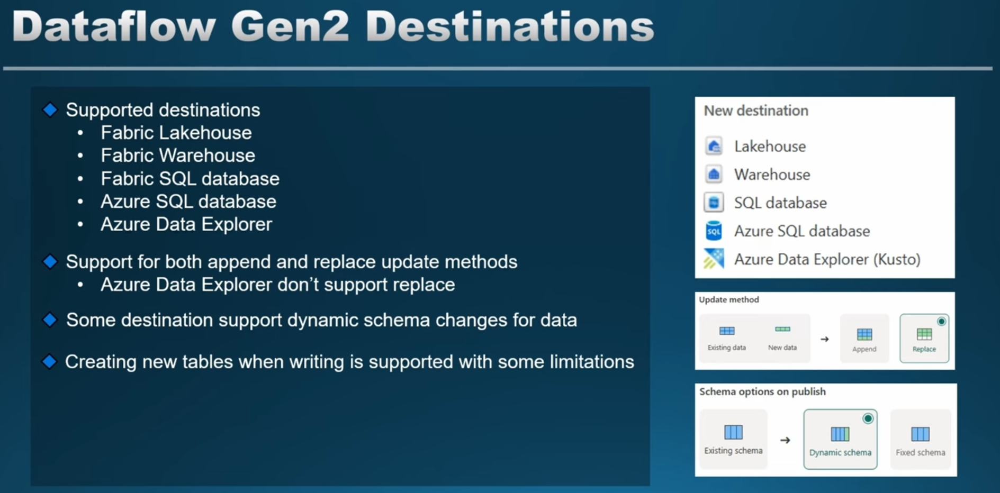 Dataflow Gen2 Destinations
Supported destinations
• Fabric Lakehouse
• Fabric Warehouse
• Fabric SQL database
• Azure SQL database
• Azure Data Explorer
Support for both append and replace update methods
• Azure Data Explorer don’t support replace
Some destination support dynamic schema changes for data
Creating new tables when writing is supported with some limitations
New destination
Lakehouse
Warehouse
SQL database
SQL Azure SQL database
Azure Data Explorer (Kusto)
Update method
Existing data New data → Append Replace
Schema options on publish
Existing schema → Dynamic schema Fixed schema